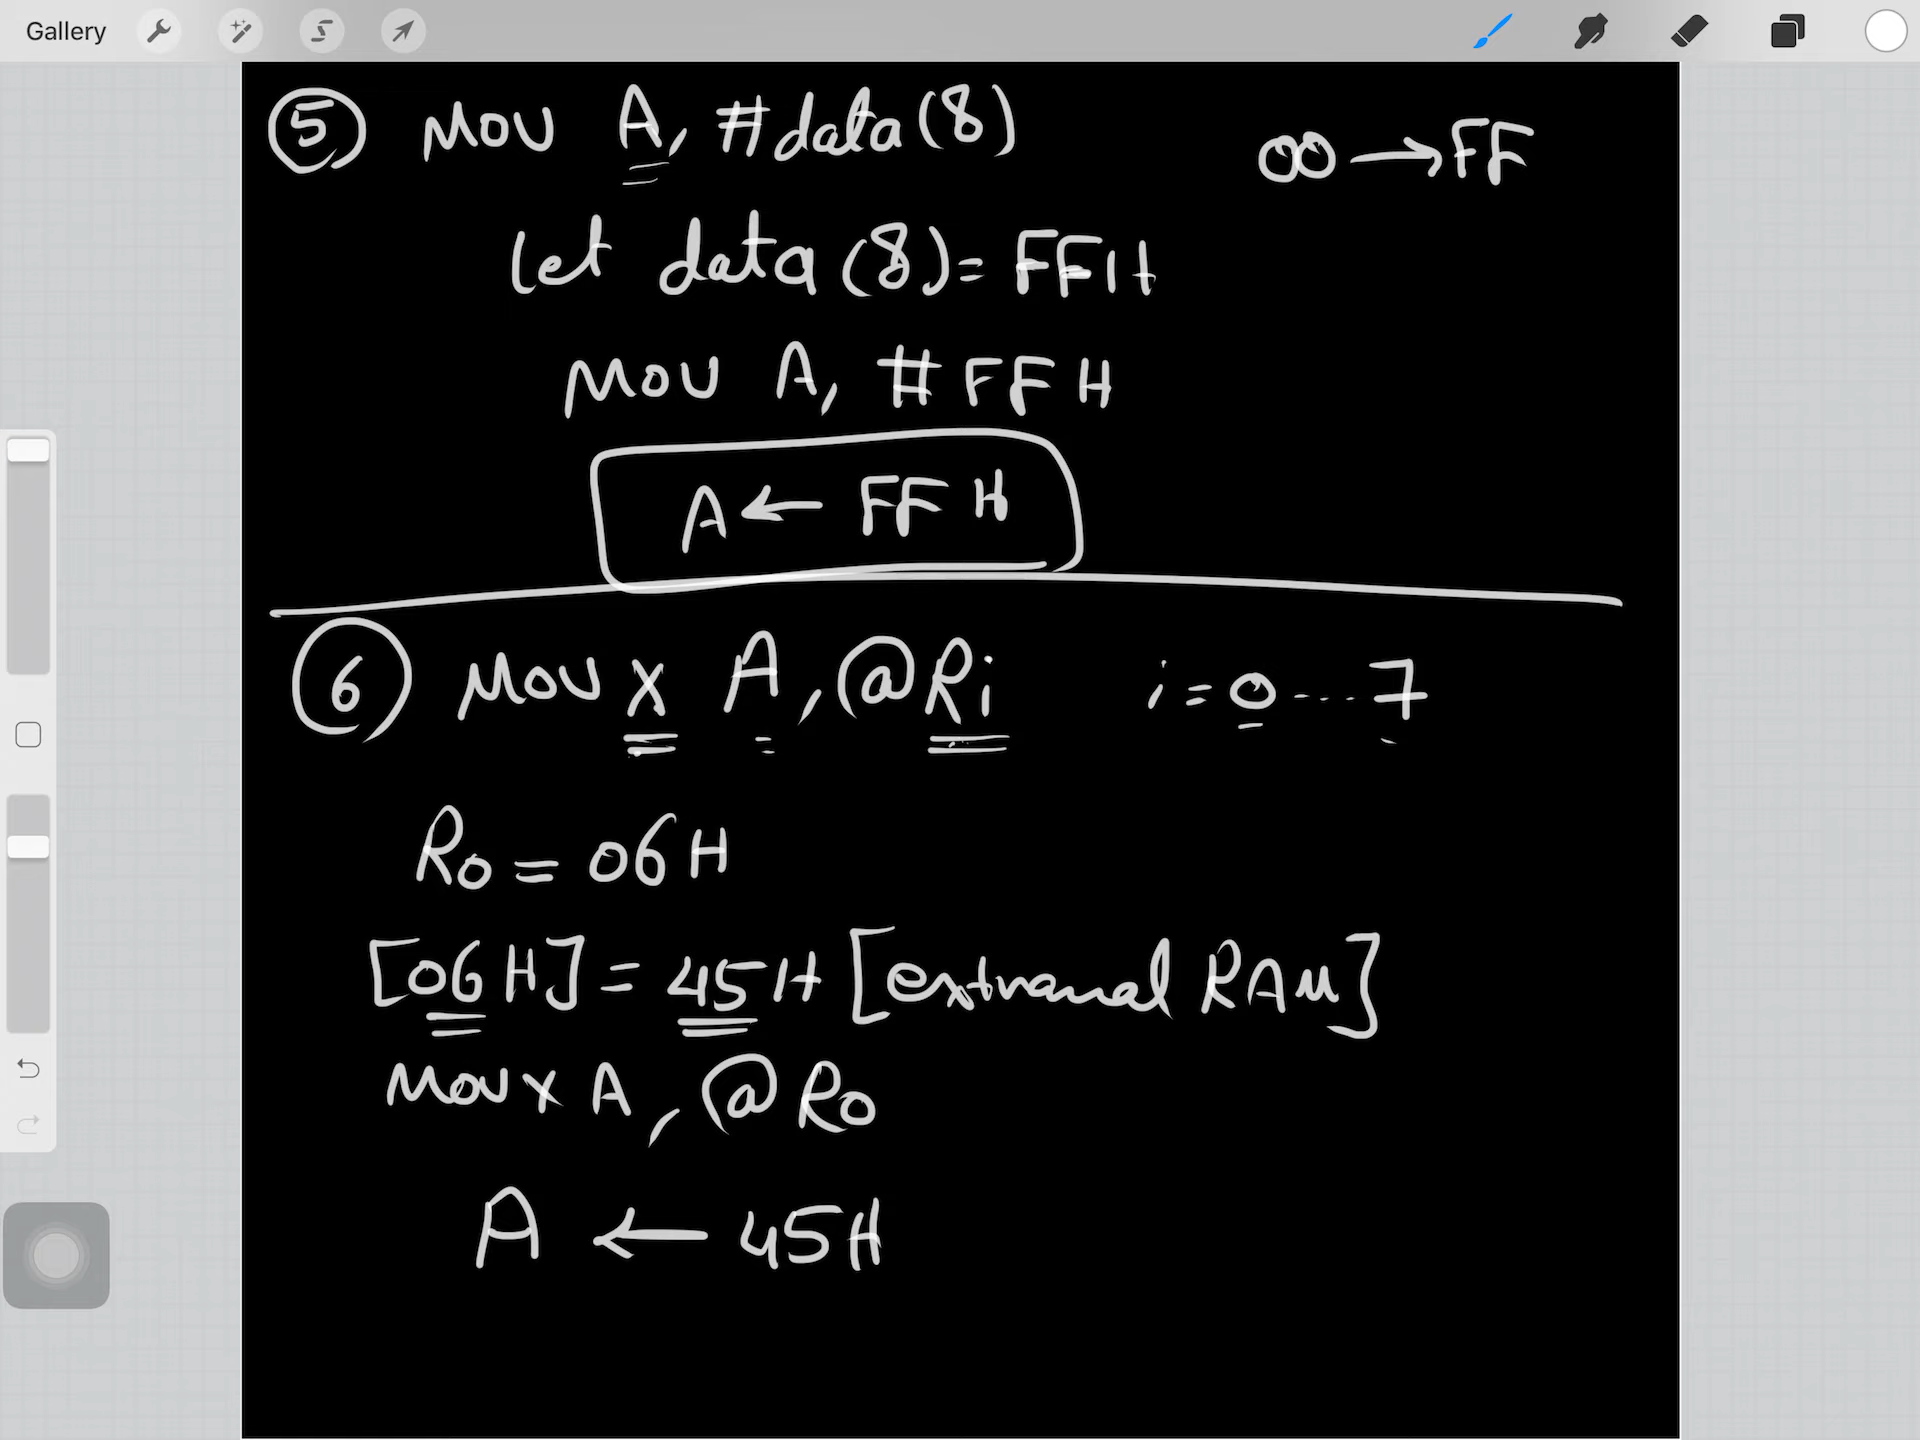 Gallery
⑤ MOV A, #data(8) 00 → FF
let data(8) = FFH
MOV A, #FFH
A ← FFH
⑥ MOVX A, @Ri i = 0 ... 7
R0 = 06H
[06H] = 45H [extrnanal RAM]
MOVX A, @R0
A ← 45H